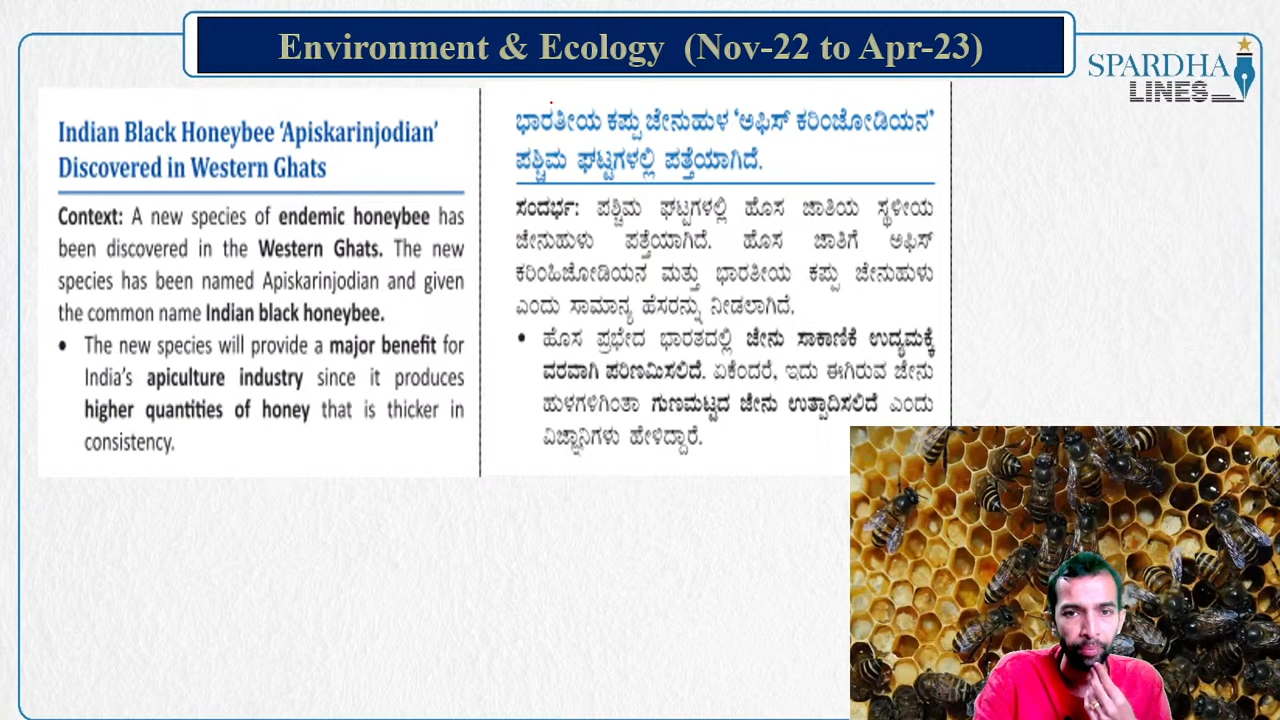 Environment & Ecology (Nov-22 to Apr-23)
SPARDHA
LINES
Indian Black Honeybee ‘Apiskarinjodian’
Discovered in Western Ghats
Context: A new species of endemic honeybee has
been discovered in the Western Ghats. The new
species has been named Apiskarinjodian and given
the common name Indian black honeybee.
• The new species will provide a major benefit for
India’s apiculture industry since it produces
higher quantities of honey that is thicker in
consistency.
ಭಾರತೀಯ ಕಪ್ಪು ಜೇನುಹುಳ ‘ಅಫಿಸ್ ಕರಿಂಜೋಡಿಯನ’
ಪಶ್ಚಿಮ ಘಟ್ಟಗಳಲ್ಲಿ ಪತ್ತೆಯಾಗಿದೆ.
ಸಂದರ್ಭ: ಪಶ್ಚಿಮ ಘಟ್ಟಗಳಲ್ಲಿ ಹೊಸ ಜಾತಿಯ ಸ್ಥಳೀಯ
ಜೇನುಹುಳು ಪತ್ತೆಯಾಗಿದೆ. ಹೊಸ ಜಾತಿಗೆ ಅಫಿಸ್
ಕರಿಂಹಿಜೋಡಿಯನ ಮತ್ತು ಭಾರತೀಯ ಕಪ್ಪು ಜೇನುಹುಳು
ಎಂದು ಸಾಮಾನ್ಯ ಹೆಸರನ್ನು ನೀಡಲಾಗಿದೆ.
• ಹೊಸ ಪ್ರಭೇದ ಭಾರತದಲ್ಲಿ ಜೇನು ಸಾಕಾಣಿಕೆ ಉದ್ಯಮಕ್ಕೆ
ವರವಾಗಿ ಪರಿಣಮಿಸಲಿದೆ. ಏಕೆಂದರೆ, ಇದು ಈಗಿರುವ ಜೇನು
ಹುಳಗಳಿಗಿಂತಾ ಗುಣಮಟ್ಟದ ಜೇನು ಉತ್ಪಾದಿಸಲಿದೆ ಎಂದು
ವಿಜ್ಞಾನಿಗಳು ಹೇಳಿದ್ದಾರೆ.